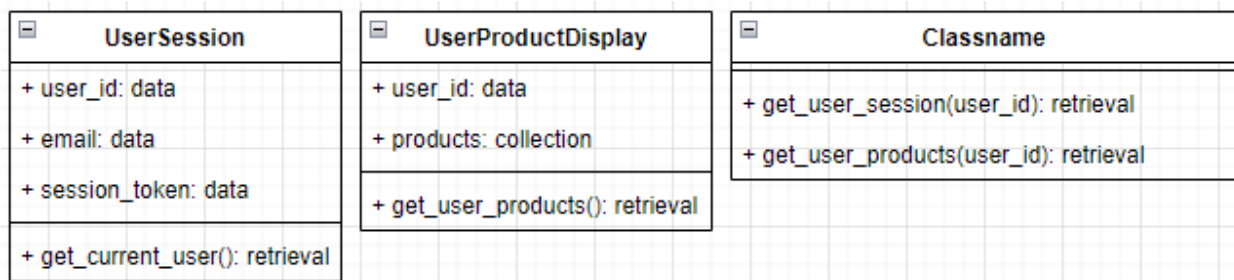 UserSession
+ user_id: data
+ email: data
+ session_token: data
+ get_current_user(): retrieval
UserProductDisplay
+ user_id: data
+ products: collection
+ get_user_products(): retrieval
Classname
+ get_user_session(user_id): retrieval
+ get_user_products(user_id): retrieval